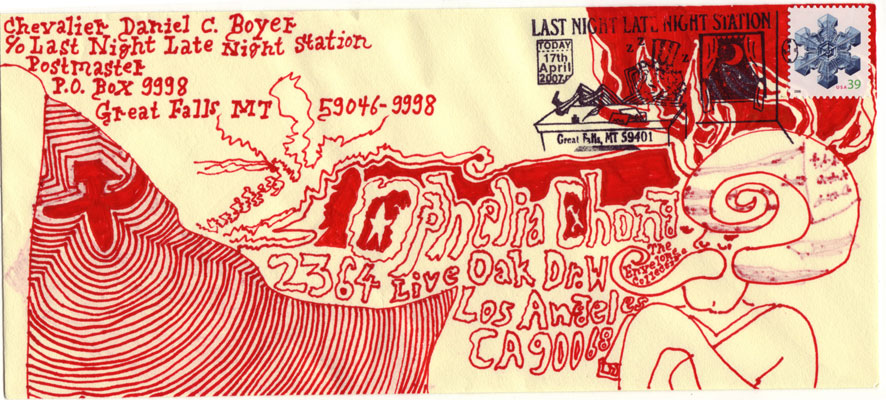 Chevalier Daniel C. Boyer
c/o Last Night Late Night Station
Postmaster
P.O. Box 9998
Great Falls MT 59046-9998
LAST NIGHT LATE NIGHT STATION
TODAY
17th
April
2007
Great Falls, MT 59401
USA 39
Ophelia Chong
2364 Live Oak Dr. W
The
Envelope
Collective
Los Angeles
CA 90068